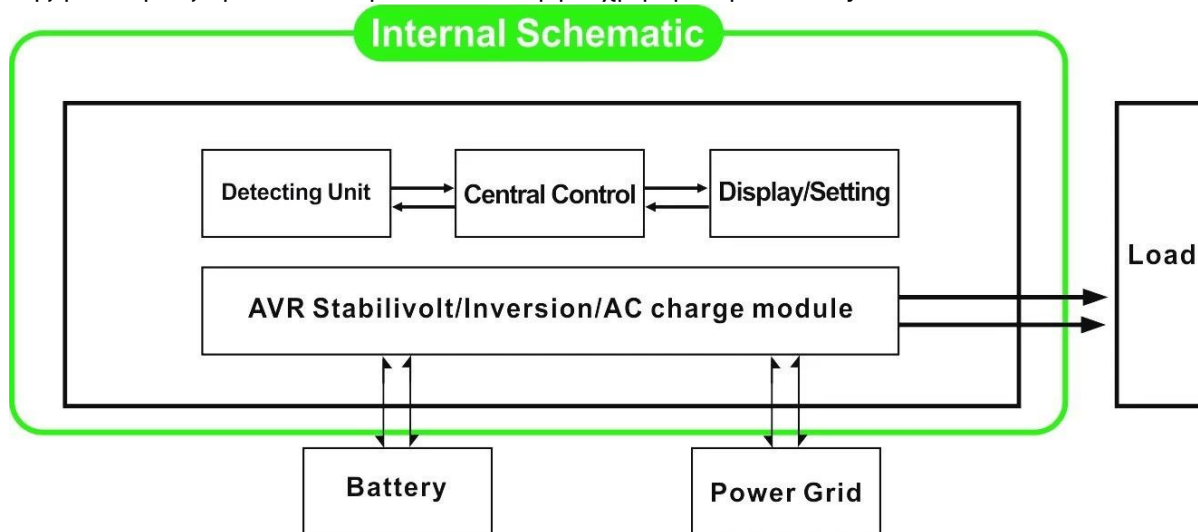 Internal Schematic
Detecting Unit
Central Control
Display/Setting
Load
AVR Stabilivolt/Inversion/AC charge module
Battery
Power Grid